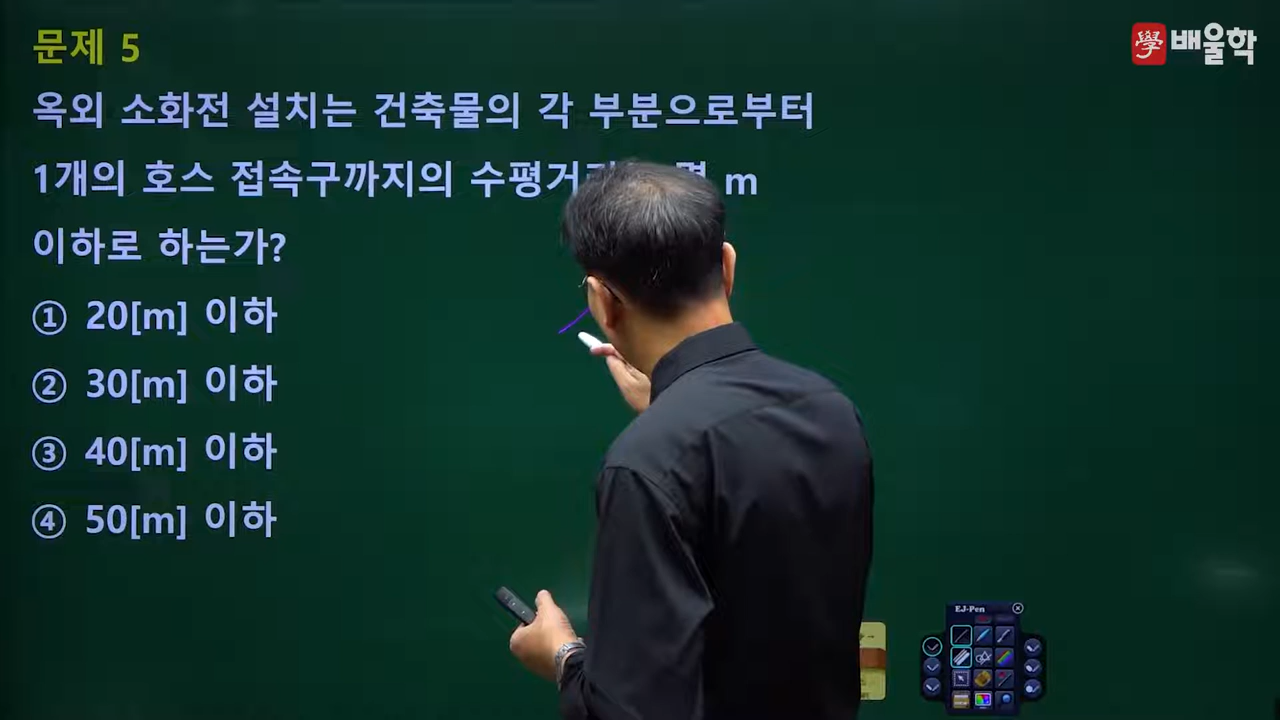 문제 5
學 배울학
옥외 소화전 설치는 건축물의 각 부분으로부터
1개의 호스 접속구까지의 m
이하로 하는가?
① 20[m] 이하
② 30[m] 이하
③ 40[m] 이하
④ 50[m] 이하
EJ-Pen